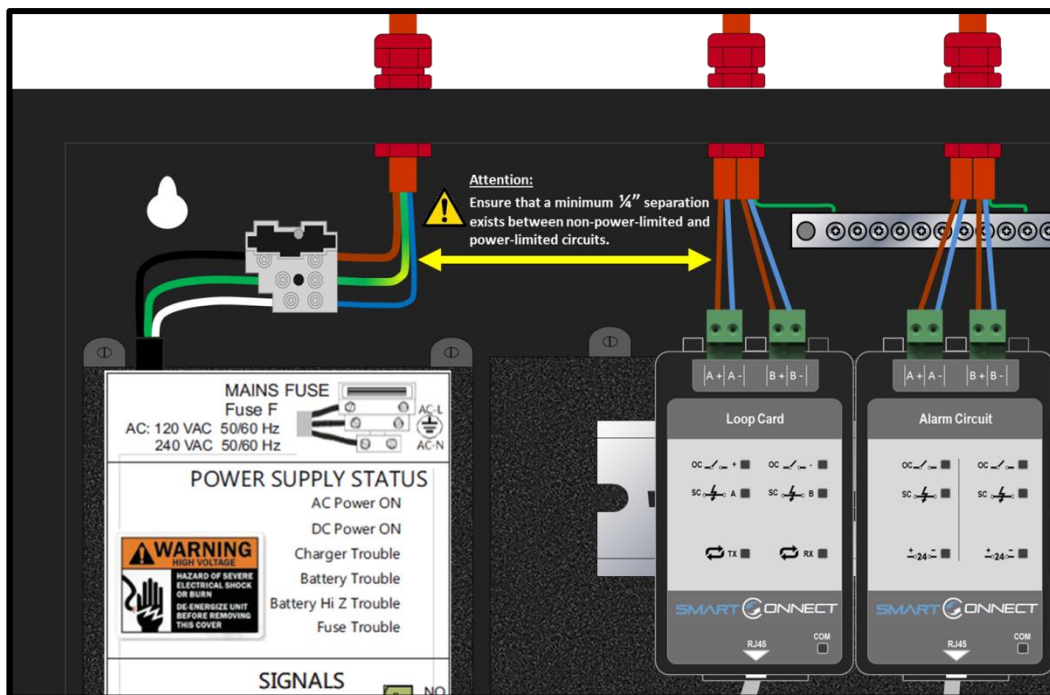 Attention:
Ensure that a minimum ¼” separation
exists between non-power-limited and
power-limited circuits.
MAINS FUSE
Fuse F
AC: 120 VAC 50/60 Hz
240 VAC 50/60 Hz
AC-L
AC-N
POWER SUPPLY STATUS
AC Power ON
DC Power ON
Charger Trouble
Battery Trouble
Battery Hi Z Trouble
Fuse Trouble
WARNING
HIGH VOLTAGE
HAZARD OF SEVERE
ELECTRICAL SHOCK
OR BURN
DE-ENERGIZE UNIT
BEFORE REMOVING
THIS COVER
SIGNALS
NO
A + A - B + B -
Loop Card
OC + OC -
SC A SC B
TX RX
SMART CONNECT
RJ45
COM
A + A - B + B -
Alarm Circuit
OC OC
SC SC
+ 24 - + 24 -
SMART CONNECT
RJ45
COM